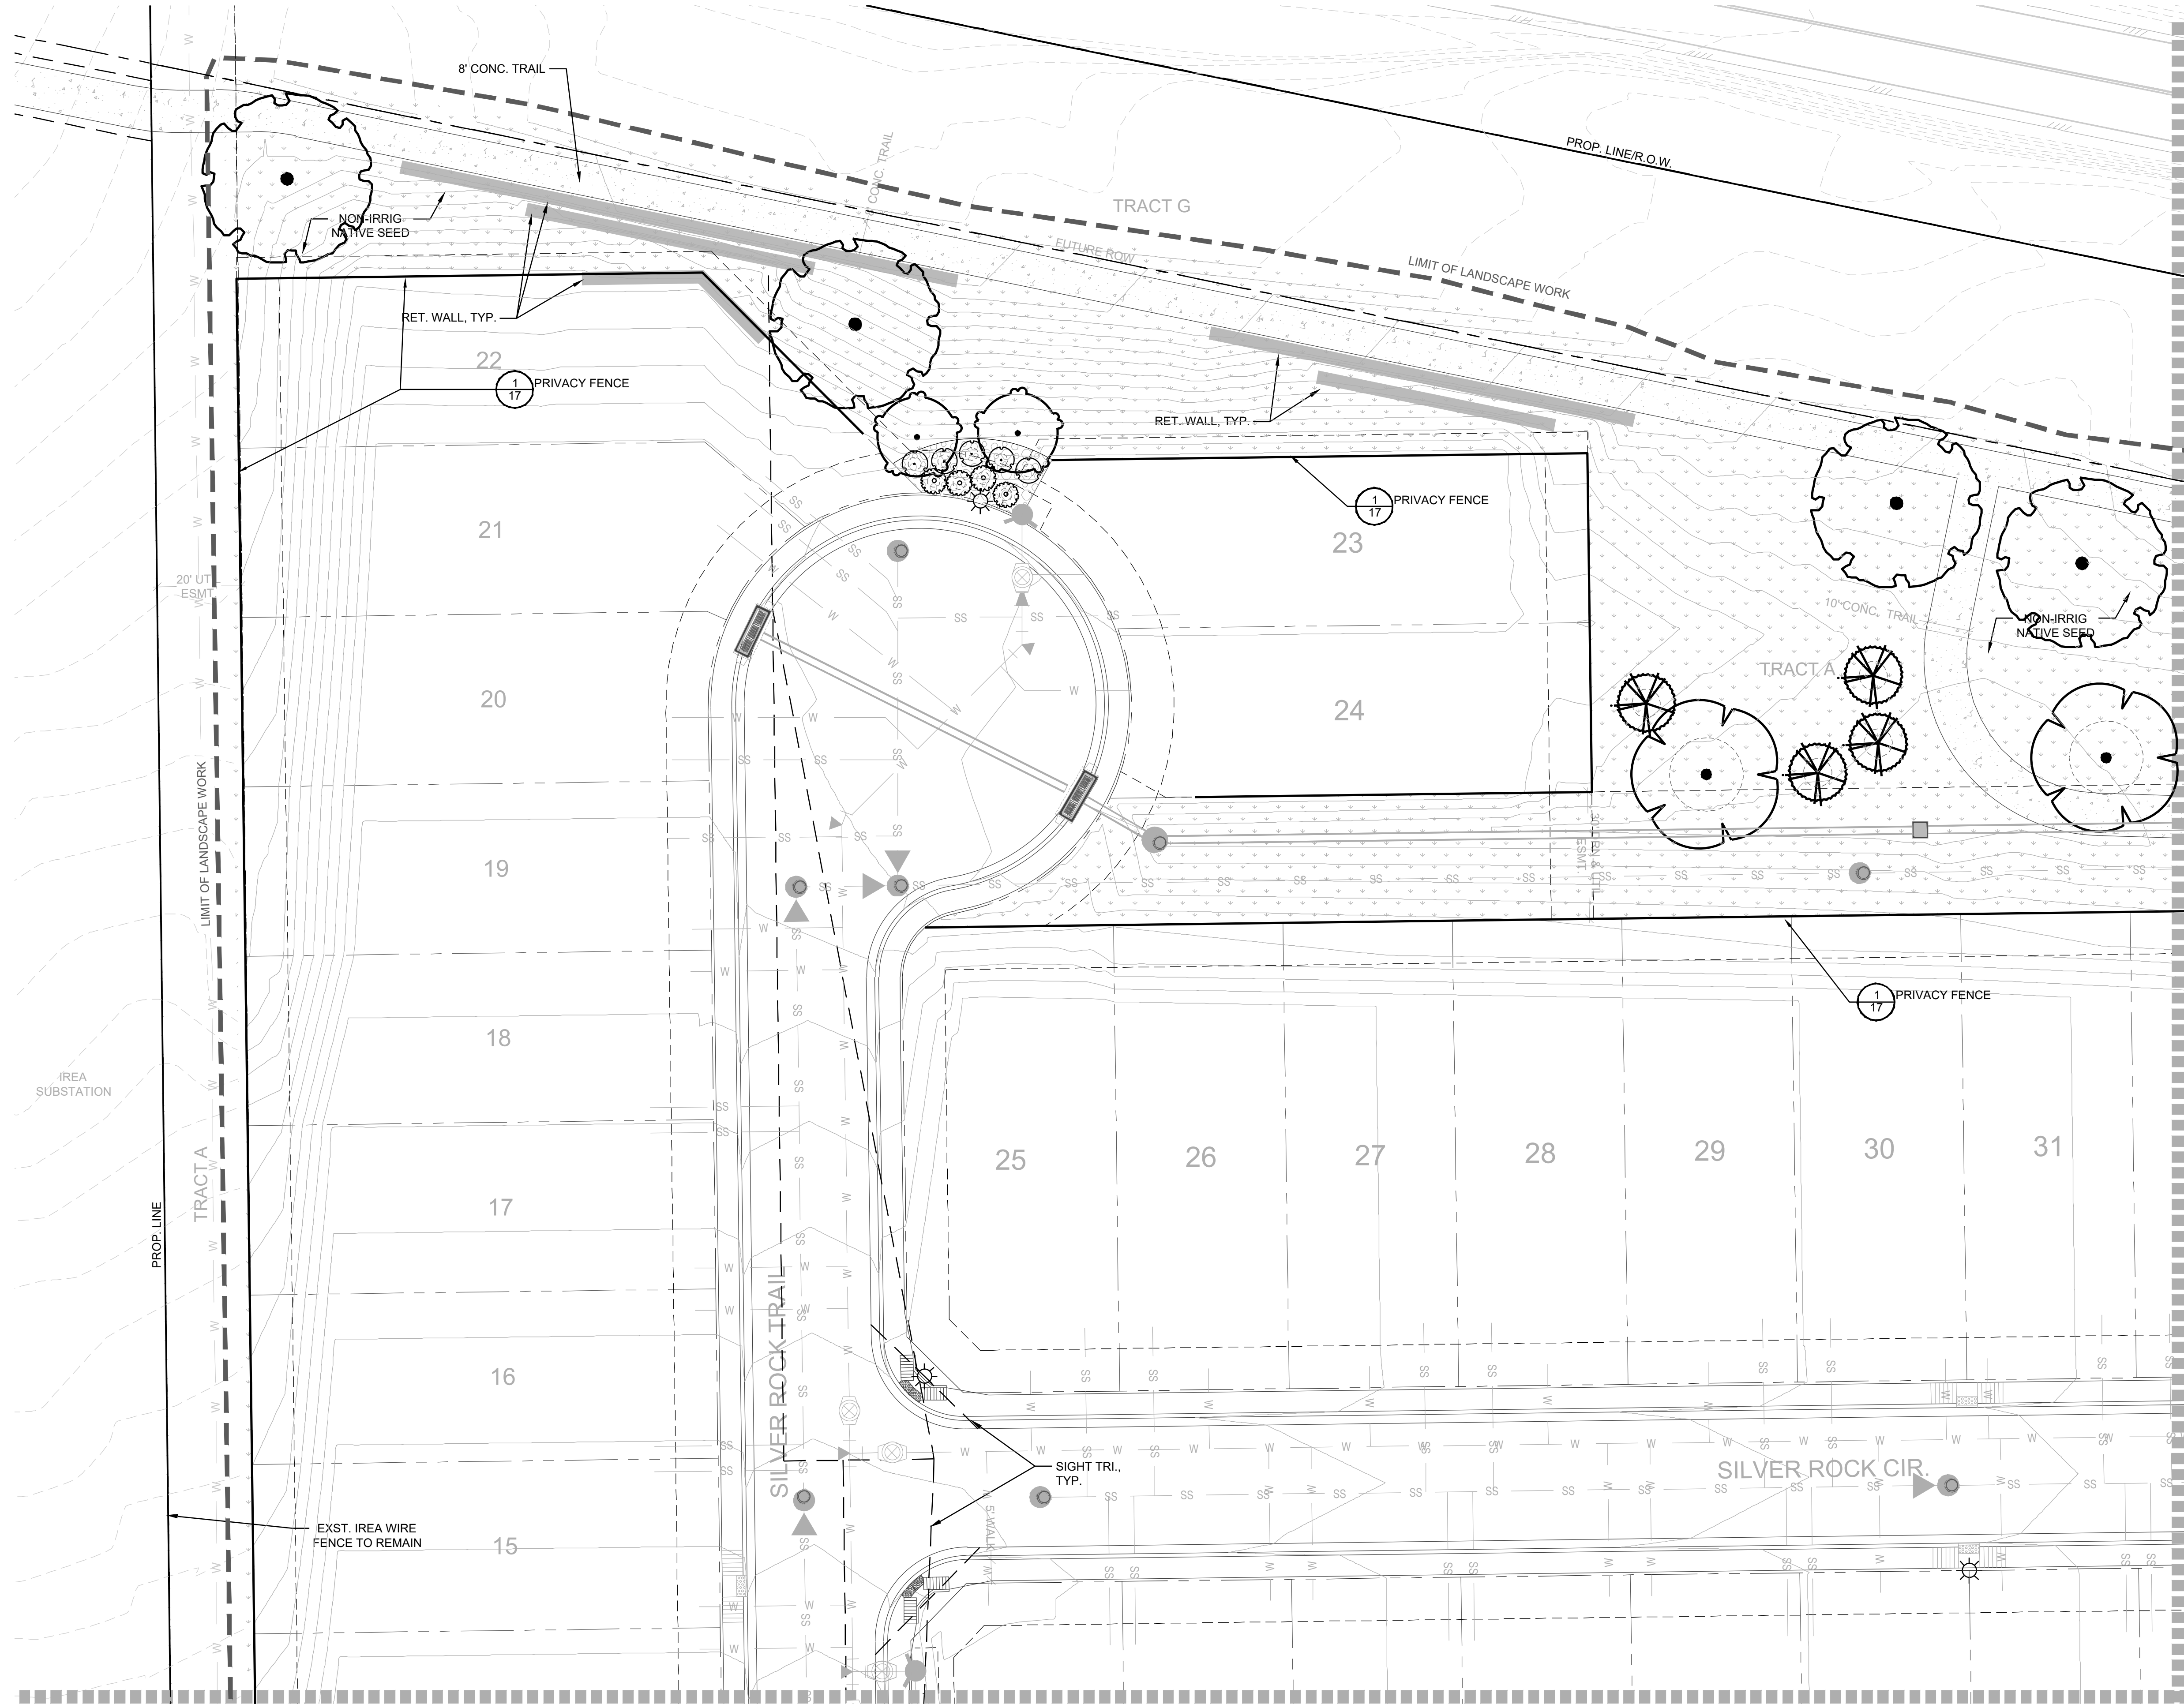 8' CONC. TRAIL
8' CONC. TRAIL
PROP. LINE/R.O.W.
TRACT G
FUTURE ROW
LIMIT OF LANDSCAPE WORK
NON-IRRIG
NATIVE SEED
RET. WALL, TYP.
22
1
17
PRIVACY FENCE
RET. WALL, TYP.
1
17
PRIVACY FENCE
21
23
20' UTIL
ESMT
10' CONC. TRAIL
NON-IRRIG
NATIVE SEED
TRACT A
20
24
LIMIT OF LANDSCAPE WORK
19
ESMT
1
17
PRIVACY FENCE
18
IREA
SUBSTATION
TRACT A
PROP. LINE
17
25
26
27
28
29
30
31
SILVER ROCK TRAIL
16
SIGHT TRI.,
TYP.
SILVER ROCK CIR.
5' WALK
EXST. IREA WIRE
FENCE TO REMAIN
15